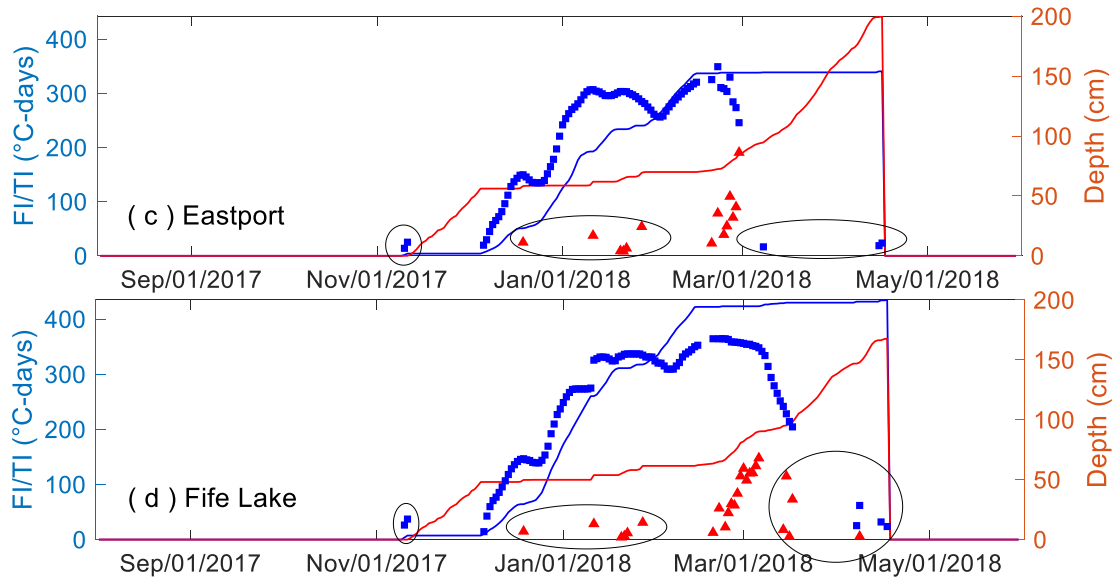 FI/TI (°C-days)
400
300
200
100
0
( c ) Eastport
200
150
100
50
0
Depth (cm)
Sep/01/2017 Nov/01/2017 Jan/01/2018 Mar/01/2018 May/01/2018
FI/TI (°C-days)
400
300
200
100
0
( d ) Fife Lake
200
150
100
50
0
Depth (cm)
Sep/01/2017 Nov/01/2017 Jan/01/2018 Mar/01/2018 May/01/2018